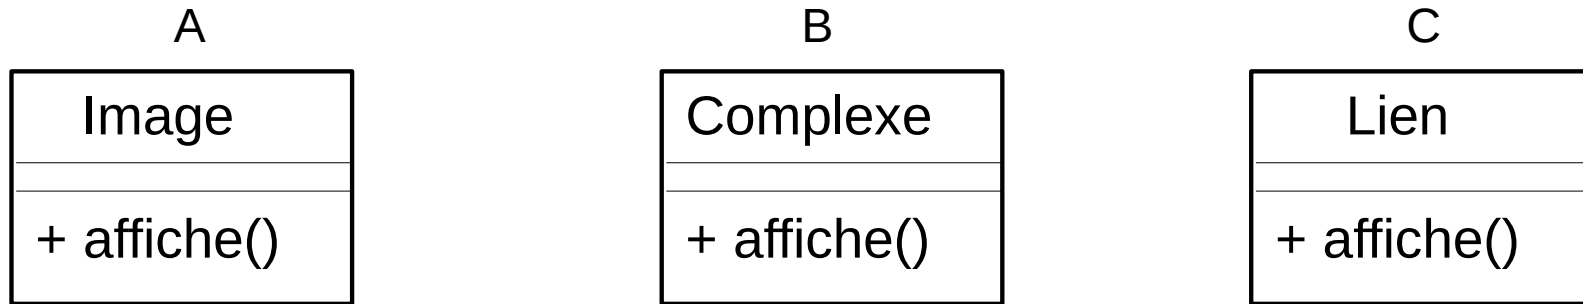 A
B
C
Image
Complexe
Lien
+ affiche()
+ affiche()
+ affiche()